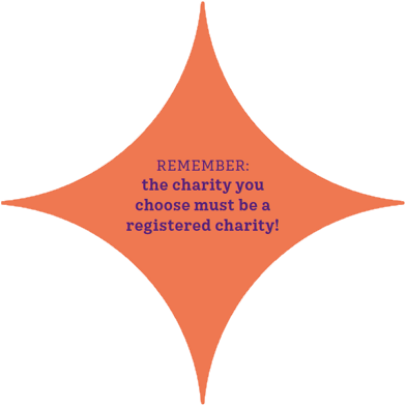 REMEMBER:
the charity you
choose must be a
registered charity!